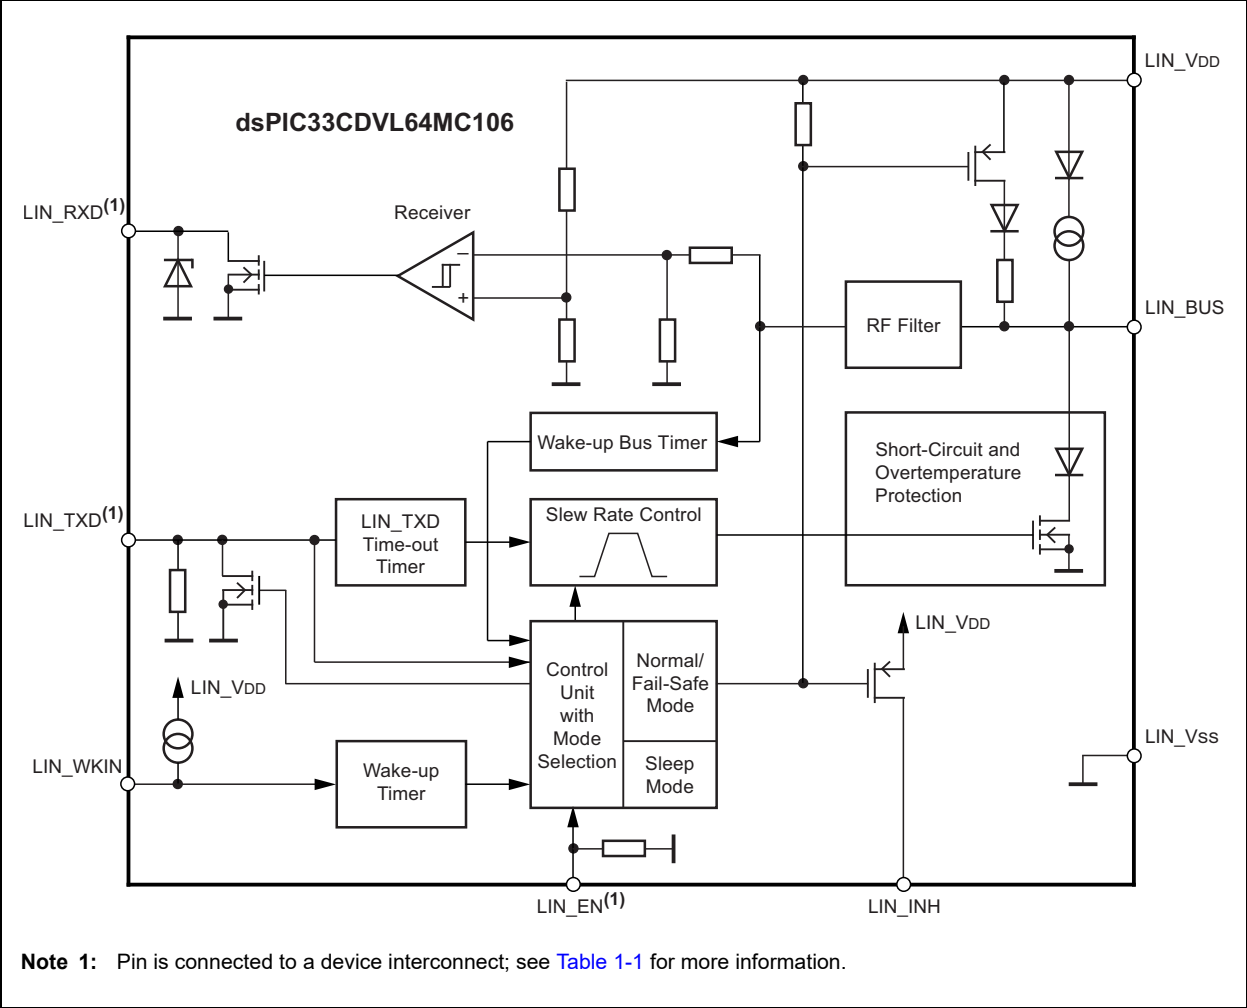 LIN_VDD
dsPIC33CDVL64MC106
LIN_RXD(1)
Receiver
−
+
RF Filter
LIN_BUS
Wake-up Bus Timer
Short-Circuit and
Overtemperature
Protection
LIN_TXD(1)
LIN_TXD
Time-out
Timer
Slew Rate Control
LIN_VDD
Control
Unit
with
Mode
Selection
Normal/
Fail-Safe
Mode
Sleep
Mode
LIN_VDD
LIN_WKIN
Wake-up
Timer
LIN_VSS
LIN_EN(1)
LIN_INH
Note 1: Pin is connected to a device interconnect; see Table 1-1 for more information.